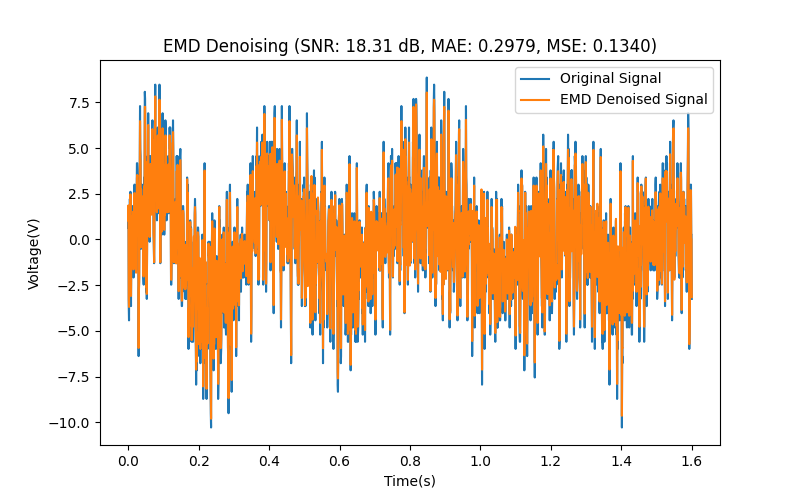 EMD Denoising (SNR: 18.31 dB, MAE: 0.2979, MSE: 0.1340)
Original Signal
EMD Denoised Signal
7.5
5.0
2.5
0.0
−2.5
−5.0
−7.5
−10.0
Voltage(V)
0.0 0.2 0.4 0.6 0.8 1.0 1.2 1.4 1.6
Time(s)